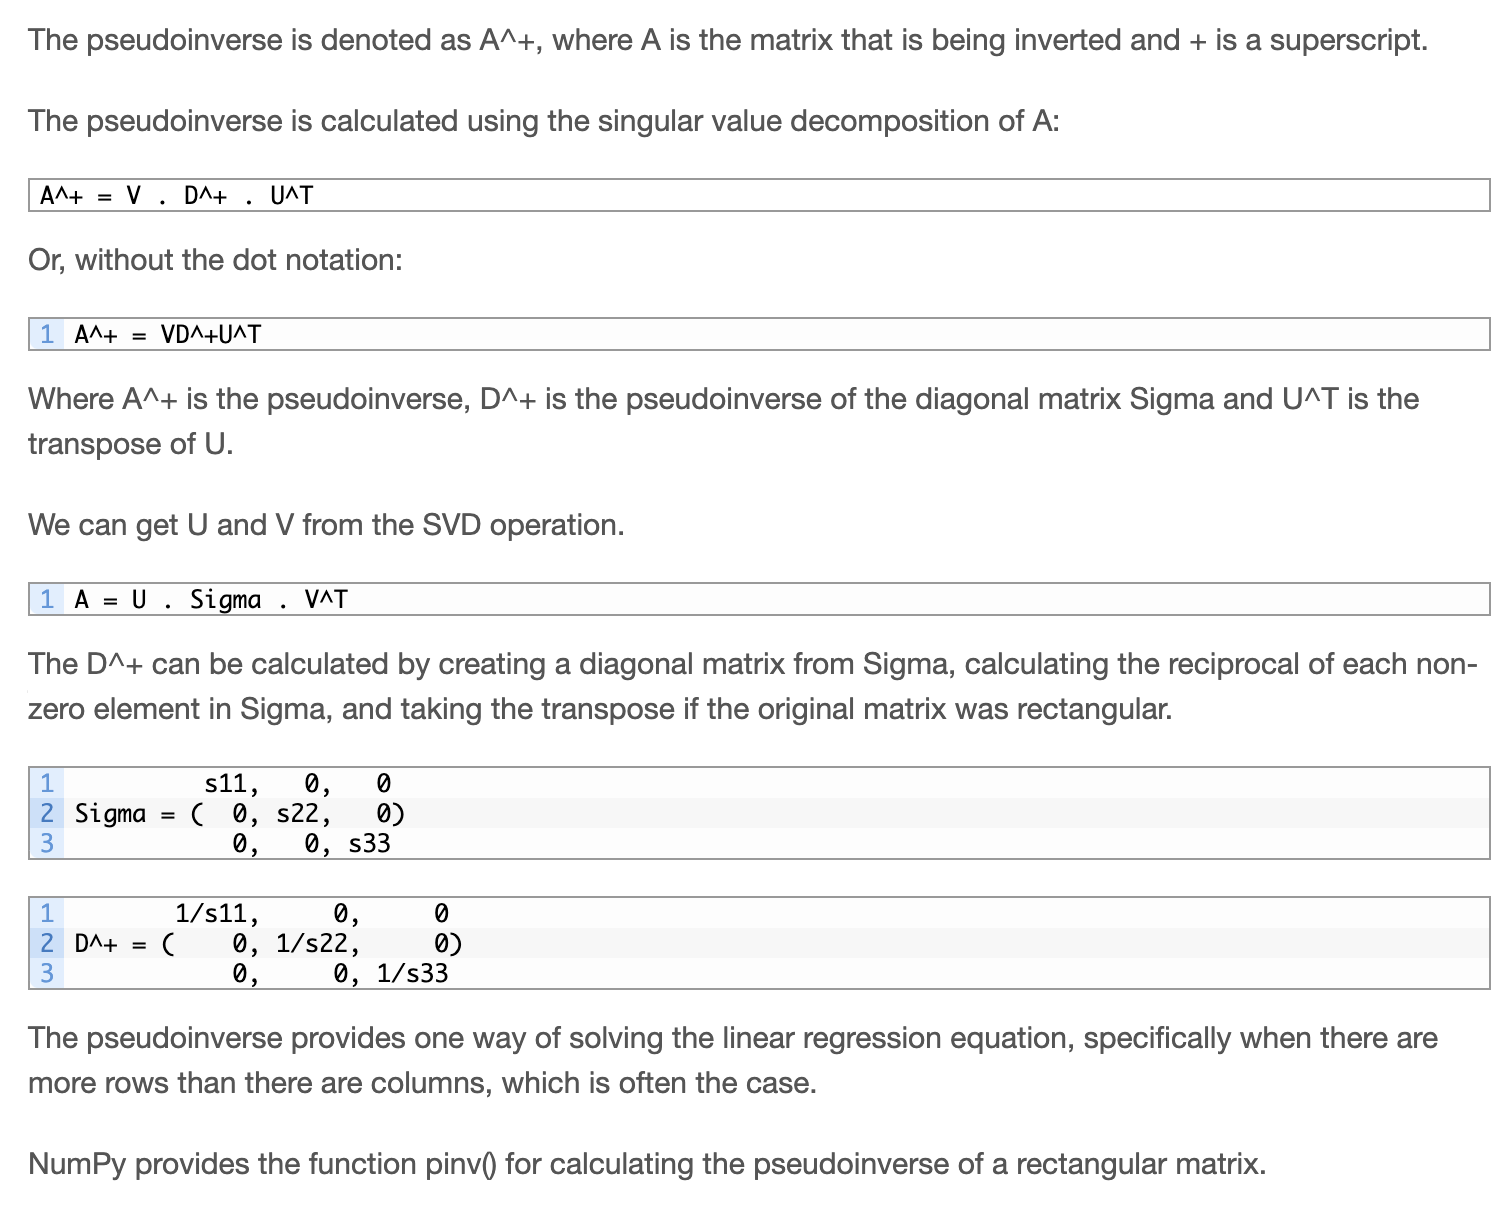 The pseudoinverse is denoted as A^+, where A is the matrix that is being inverted and + is a superscript.
The pseudoinverse is calculated using the singular value decomposition of A:
A^+ = V . D^+ . U^T
Or, without the dot notation:
1 A^+ = VD^+U^T
Where A^+ is the pseudoinverse, D^+ is the pseudoinverse of the diagonal matrix Sigma and U^T is the
transpose of U.
We can get U and V from the SVD operation.
1 A = U . Sigma . V^T
The D^+ can be calculated by creating a diagonal matrix from Sigma, calculating the reciprocal of each non-
zero element in Sigma, and taking the transpose if the original matrix was rectangular.
1          s11,   0,   0
2 Sigma = (  0, s22,   0)
3            0,   0, s33
1        1/s11,     0,     0
2 D^+ = (    0, 1/s22,     0)
3            0,     0, 1/s33
The pseudoinverse provides one way of solving the linear regression equation, specifically when there are
more rows than there are columns, which is often the case.
NumPy provides the function pinv() for calculating the pseudoinverse of a rectangular matrix.